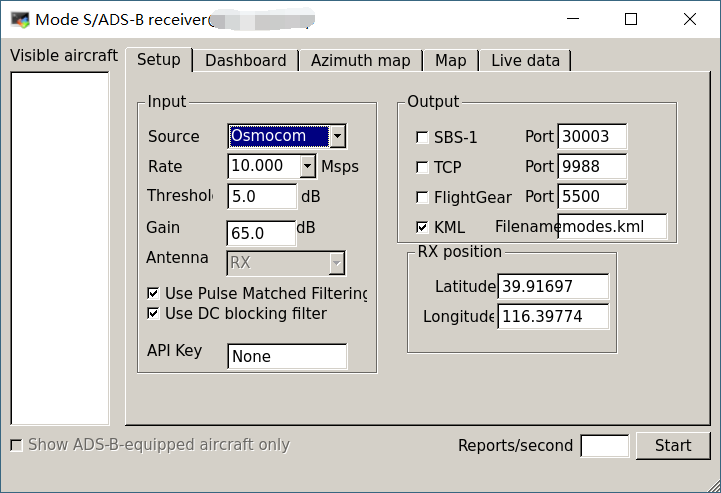 Mode S/ADS-B receiver
Visible aircraft
Setup Dashboard Azimuth map Map Live data
Input
Source Osmocom
Rate 10.000 Msps
Threshol 5.0 dB
Gain 65.0 dB
Antenna RX
Use Pulse Matched Filtering
Use DC blocking filter
API Key None
Output
SBS-1 Port 30003
TCP Port 9988
FlightGear Port 5500
KML Filename modes.kml
RX position
Latitude 39.91697
Longitude 116.39774
Show ADS-B-equipped aircraft only
Reports/second
Start